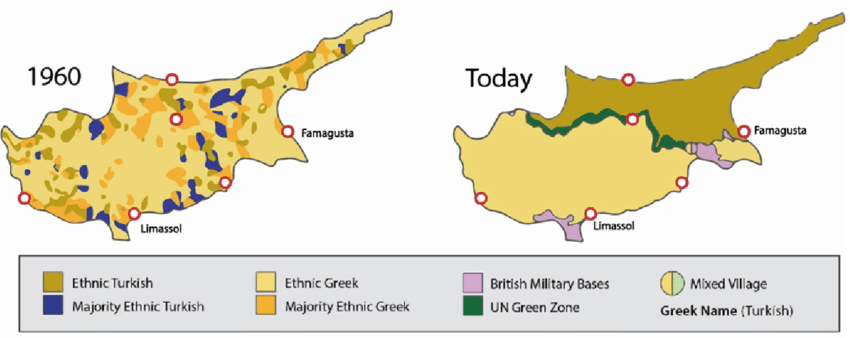 1960
Famagusta
Limassol
Today
Famagusta
Limassol
Ethnic Turkish
Majority Ethnic Turkish
Ethnic Greek
Majority Ethnic Greek
British Military Bases
UN Green Zone
Mixed Village
Greek Name (Turkish)